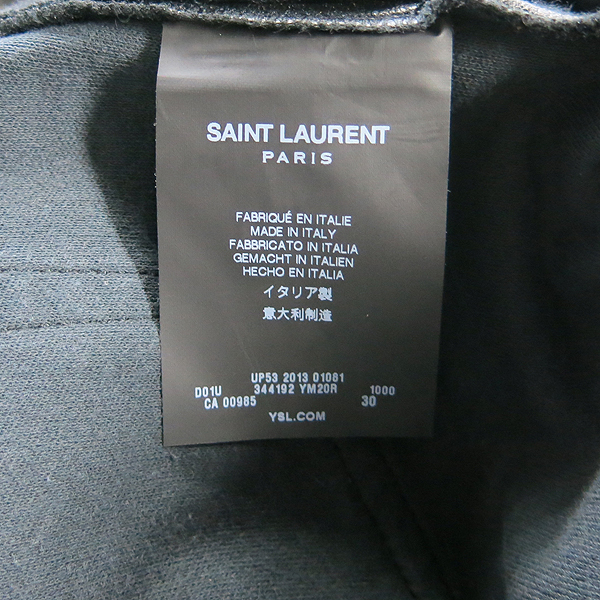 SAINT LAURENT
PARIS
FABRIQUÉ EN ITALIE
MADE IN ITALY
FABBRICATO IN ITALIA
GEMACHT IN ITALIEN
HECHO EN ITALIA
イタリア製
意大利制造
UP53 2013 01081
D01U 344192 YM20R 1000
CA 00985 30
YSL.COM